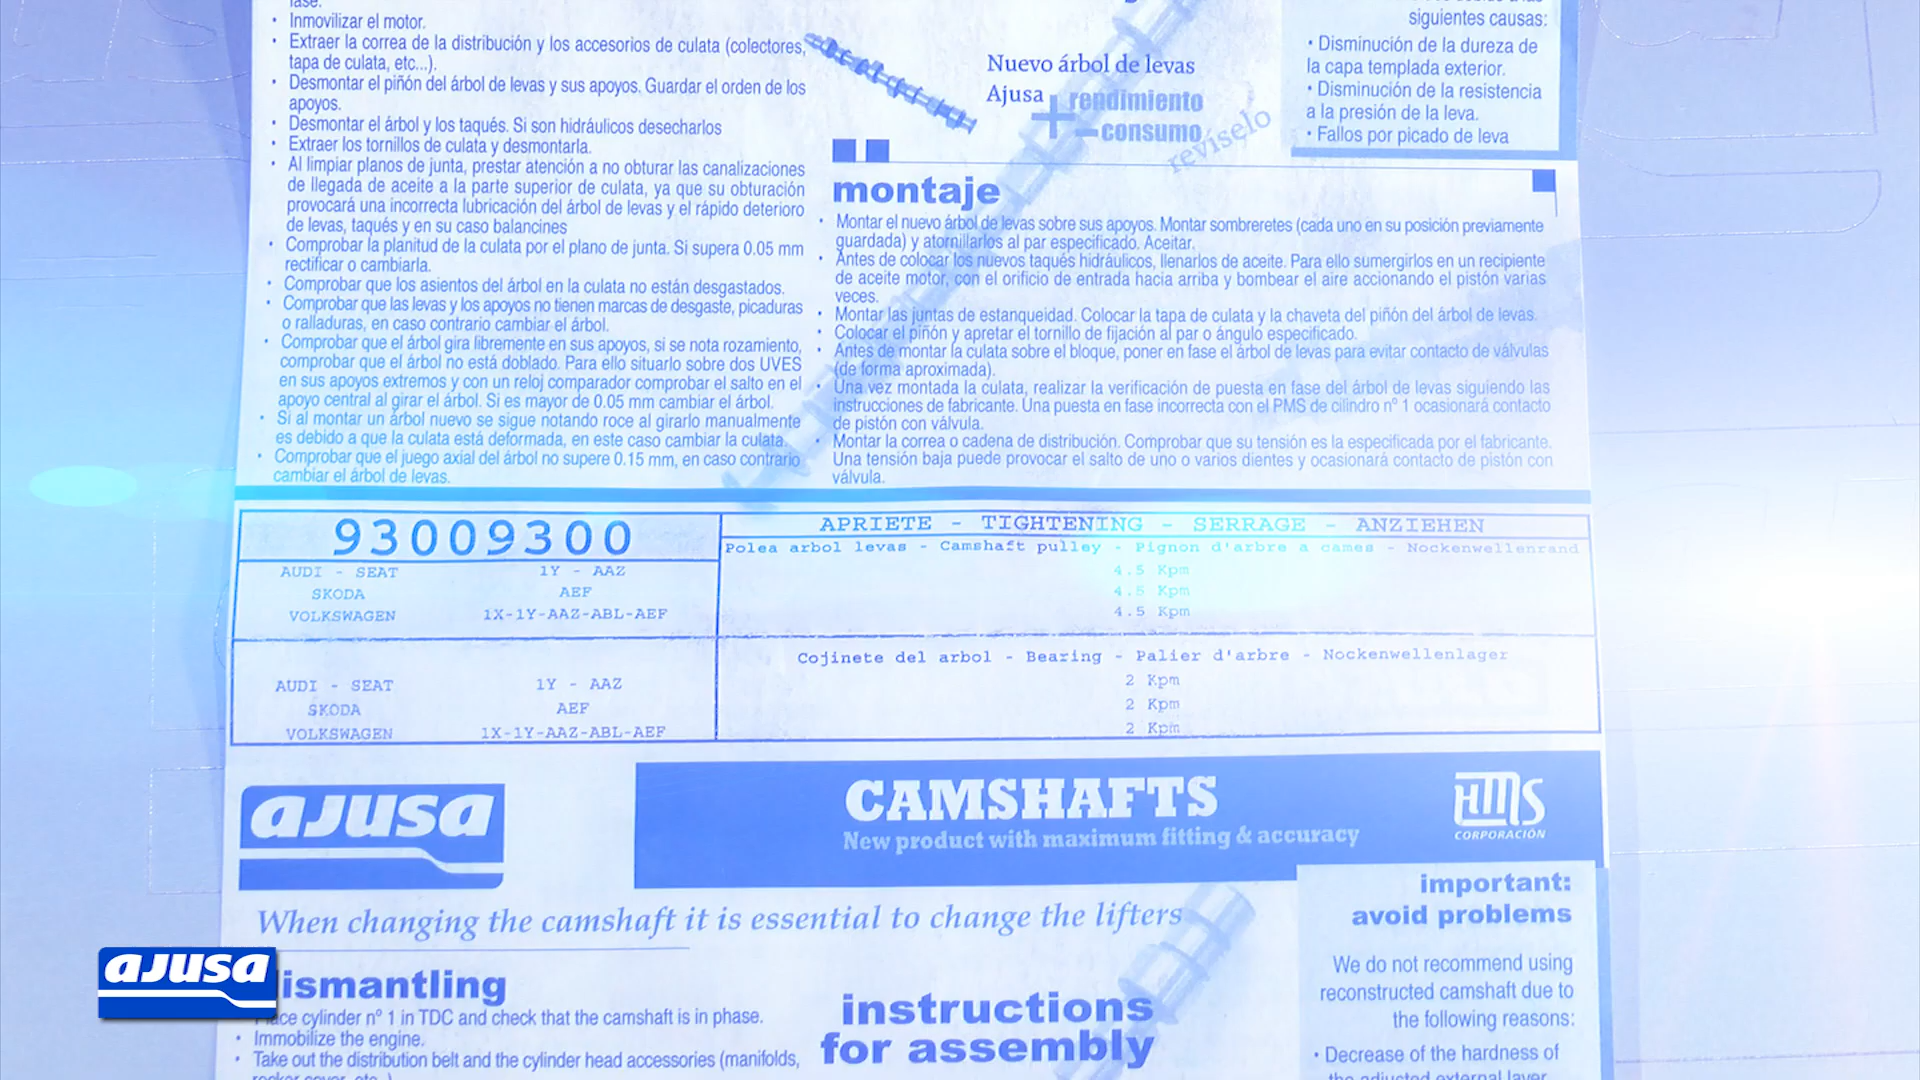 fase.
• Inmovilizar el motor.
• Extraer la correa de la distribución y los accesorios de culata (colectores,
tapa de culata, etc...).
• Desmontar el piñón del árbol de levas y sus apoyos. Guardar el orden de los
apoyos.
• Desmontar el árbol y los taqués. Si son hidráulicos desecharlos
• Extraer los tornillos de culata y desmontarla.
• Al limpiar planos de junta, prestar atención a no obturar las canalizaciones
de llegada de aceite a la parte superior de culata, ya que su obturación
provocará una incorrecta lubricación del árbol de levas y el rápido deterioro
de levas, taqués y en su caso balancines
• Comprobar la planitud de la culata por el plano de junta. Si supera 0.05 mm
rectificar o cambiarla.
• Comprobar que los asientos del árbol en la culata no están desgastados.
• Comprobar que las levas y los apoyos no tienen marcas de desgaste, picaduras
o ralladuras, en caso contrario cambiar el árbol.
• Comprobar que el árbol gira libremente en sus apoyos, si se nota rozamiento,
comprobar que el árbol no está doblado. Para ello situarlo sobre dos UVES
en sus apoyos extremos y con un reloj comparador comprobar el salto en el
apoyo central al girar el árbol. Si es mayor de 0.05 mm cambiar el árbol.
• Si al montar un árbol nuevo se sigue notando roce al girarlo manualmente
es debido a que la culata está deformada, en este caso cambiar la culata.
• Comprobar que el juego axial del árbol no supere 0.15 mm, en caso contrario
cambiar el árbol de levas.
Nuevo árbol de levas
Ajusa + rendimiento
– consumo
revíselo
siguientes causas:
• Disminución de la dureza de
la capa templada exterior.
• Disminución de la resistencia
a la presión de la leva.
• Fallos por picado de leva
montaje
• Montar el nuevo árbol de levas sobre sus apoyos. Montar sombreretes (cada uno en su posición previamente
guardada) y atornillarlos al par especificado. Aceitar.
• Antes de colocar los nuevos taqués hidráulicos, llenarlos de aceite. Para ello sumergirlos en un recipiente
de aceite motor, con el orificio de entrada hacia arriba y bombear el aire accionando el pistón varias
veces.
• Montar las juntas de estanqueidad. Colocar la tapa de culata y la chaveta del piñón del árbol de levas.
• Colocar el piñón y apretar el tornillo de fijación al par o ángulo especificado.
• Antes de montar la culata sobre el bloque, poner en fase el árbol de levas para evitar contacto de válvulas
(de forma aproximada).
• Una vez montada la culata, realizar la verificación de puesta en fase del árbol de levas siguiendo las
instrucciones de fabricante. Una puesta en fase incorrecta con el PMS de cilindro nº 1 ocasionará contacto
de pistón con válvula.
• Montar la correa o cadena de distribución. Comprobar que su tensión es la especificada por el fabricante.
Una tensión baja puede provocar el salto de uno o varios dientes y ocasionará contacto de pistón con
válvula.
93009300
APRIETE - TIGHTENING - SERRAGE - ANZIEHEN
Polea arbol levas - Camshaft pulley - Pignon d'arbre a cames - Nockenwellenrand
AUDI - SEAT 1Y - AAZ 4.5 Kpm
SKODA AEF 4.5 Kpm
VOLKSWAGEN 1X-1Y-AAZ-ABL-AEF 4.5 Kpm
Cojinete del arbol - Bearing - Palier d'arbre - Nockenwellenlager
AUDI - SEAT 1Y - AAZ 2 Kpm
SKODA AEF 2 Kpm
VOLKSWAGEN 1X-1Y-AAZ-ABL-AEF 2 Kpm
ajusa
CAMSHAFTS
New product with maximum fitting & accuracy
HMS
CORPORACIÓN
When changing the camshaft it is essential to change the lifters
ismantling
ace cylinder nº 1 in TDC and check that the camshaft is in phase.
• Immobilize the engine.
• Take out the distribution belt and the cylinder head accessories (manifolds,
instructions
for assembly
important:
avoid problems
We do not recommend using
reconstructed camshaft due to
the following reasons:
• Decrease of the hardness of
the adjusted external layer
ajusa